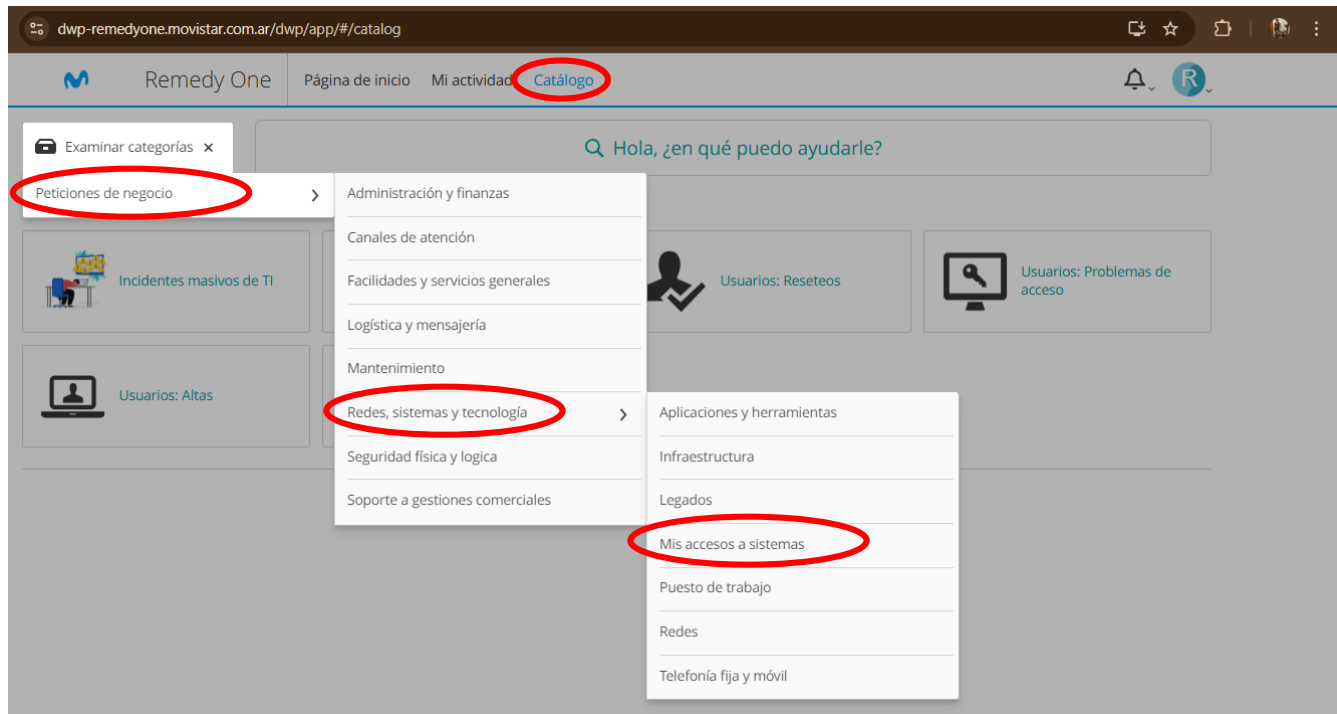 dwp-remedyone.movistar.com.ar/dwp/app/#/catalog
Remedy One
Página de inicio
Mi actividad
Catálogo
R
Examinar categorías ×
Hola, ¿en qué puedo ayudarle?
Peticiones de negocio
Administración y finanzas
Canales de atención
Facilidades y servicios generales
Logística y mensajería
Mantenimiento
Redes, sistemas y tecnología
Seguridad física y logica
Soporte a gestiones comerciales
Incidentes masivos de TI
Usuarios: Reseteos
Usuarios: Problemas de
acceso
Usuarios: Altas
Aplicaciones y herramientas
Infraestructura
Legados
Mis accesos a sistemas
Puesto de trabajo
Redes
Telefonía fija y móvil